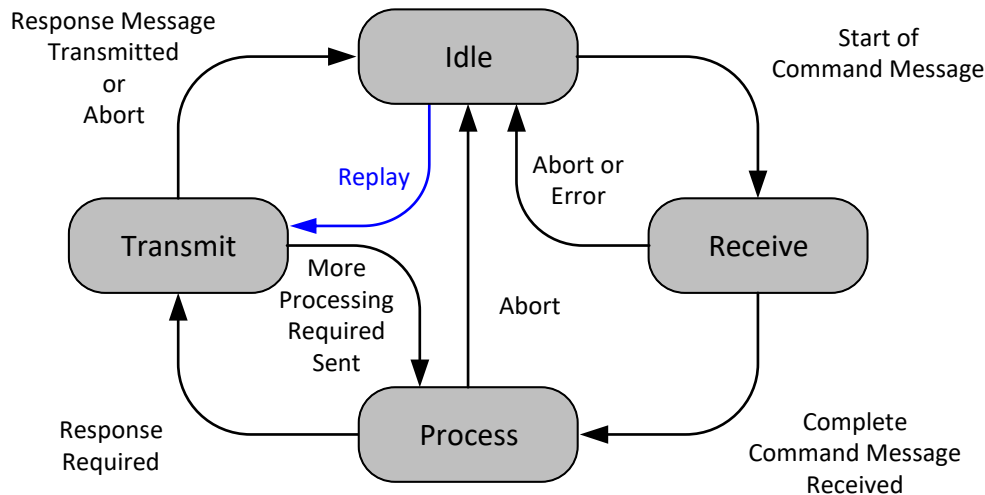 Response Message
Transmitted
or
Abort
Idle
Start of
Command Message
Replay
Abort or
Error
Transmit
Receive
More
Processing
Required
Sent
Abort
Response
Required
Process
Complete
Command Message
Received